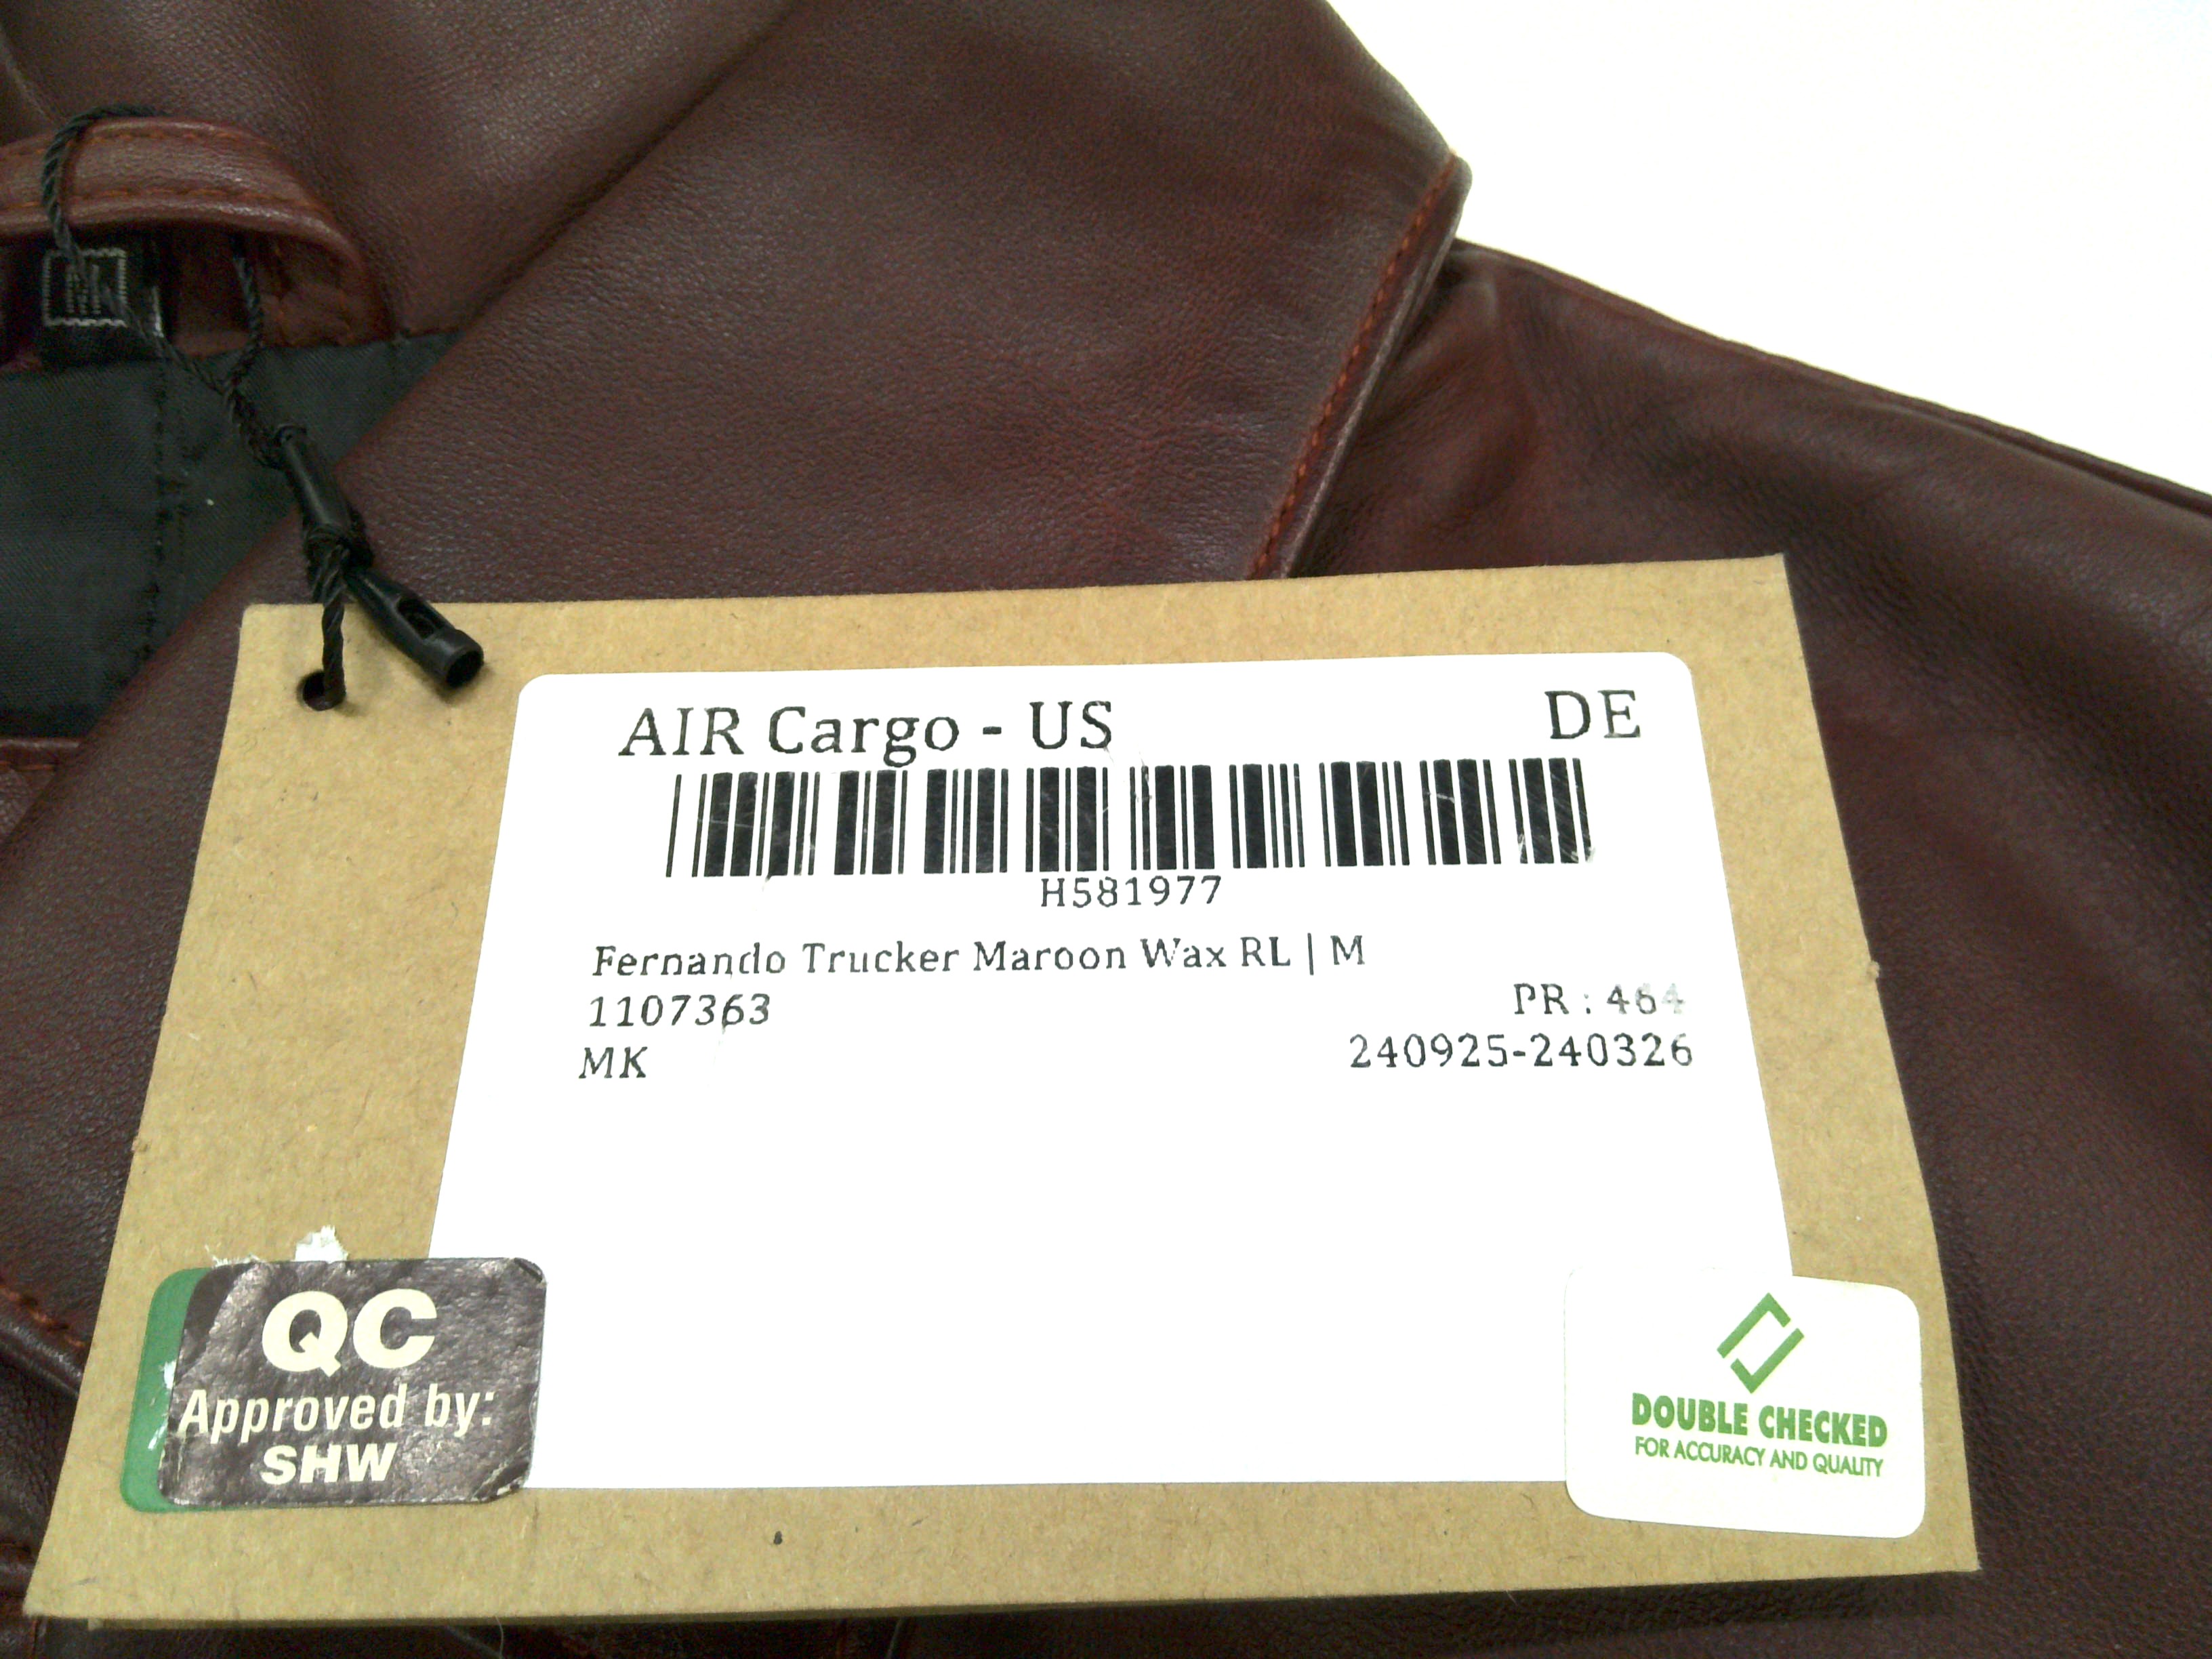 AIR Cargo - US DE
H581977
Fernando Trucker Maroon Wax RL | M
1107363 PR : 464
MK 240925-240326
QC
Approved by:
SHW
DOUBLE CHECKED
FOR ACCURACY AND QUALITY